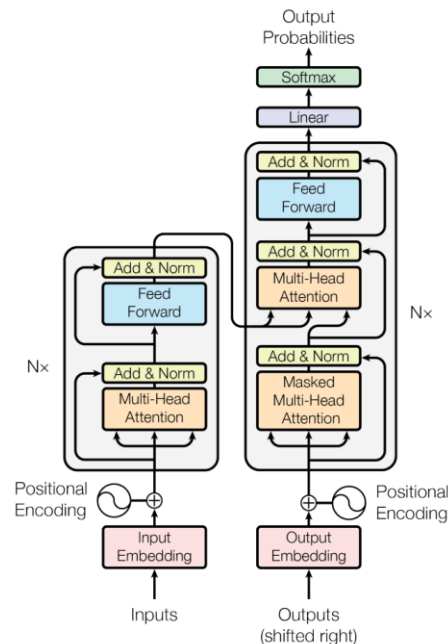 Output
Probabilities
Softmax
Linear
Add & Norm
Feed
Forward
Add & Norm
Multi-Head
Attention
Add & Norm
Masked
Multi-Head
Attention
Nx
Add & Norm
Feed
Forward
Add & Norm
Multi-Head
Attention
Nx
Positional
Encoding
Positional
Encoding
Input
Embedding
Output
Embedding
Inputs
Outputs
(shifted right)